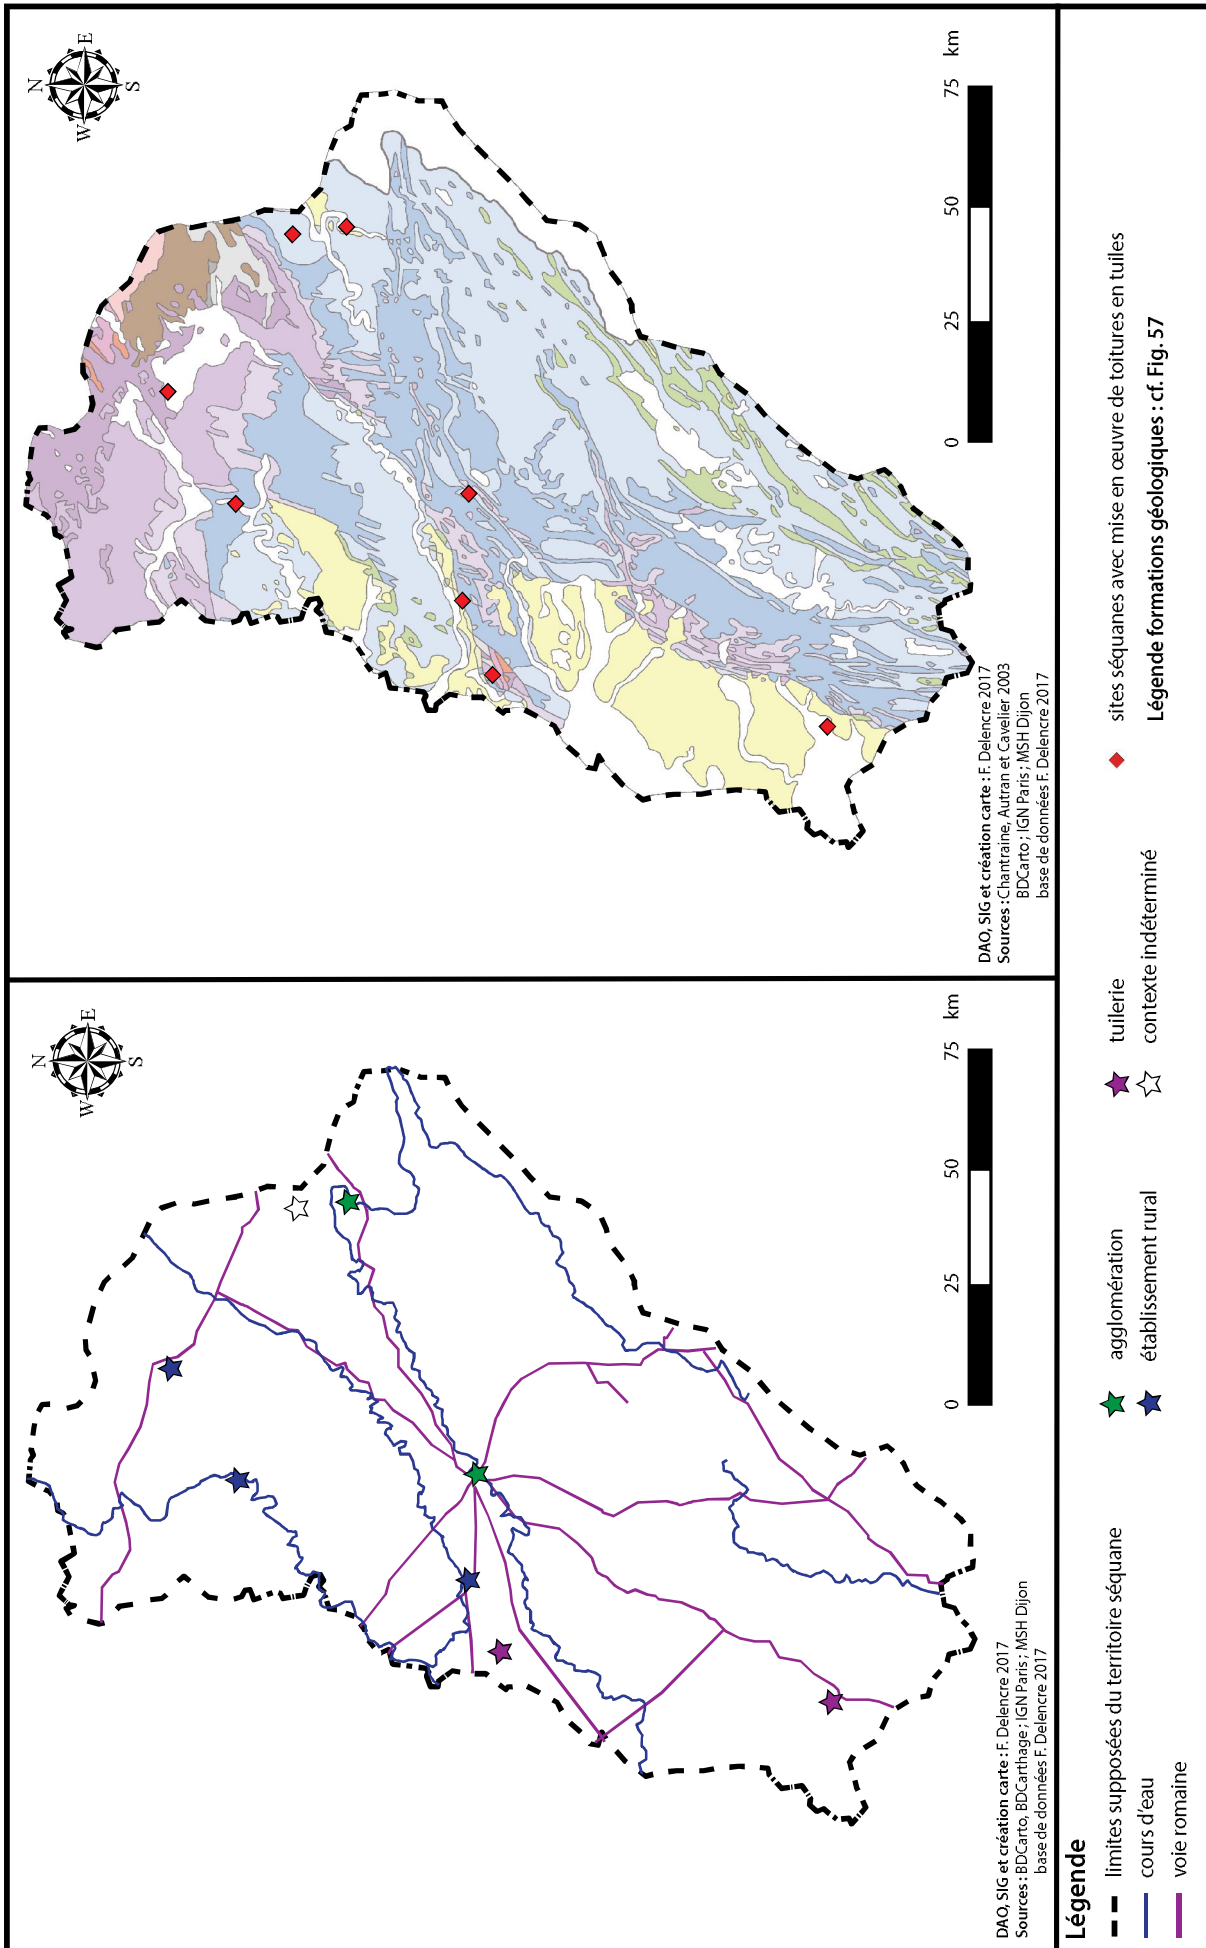 N
E
S
W
0
25
50
75
km
DAO, SIG et création carte : F. Delencre 2017
Sources : BDCarto, BDCarthage ; IGN Paris ; MSH Dijon
base de données F. Delencre 2017
N
E
S
W
0
25
50
75
km
DAO, SIG et création carte : F. Delencre 2017
Sources : Chantraine, Autran et Cavelier 2003
BDCarto ; IGN Paris ; MSH Dijon
base de données F. Delencre 2017
Légende
limites supposées du territoire séquane
cours d'eau
voie romaine
agglomération
établissement rural
tuilerie
contexte indéterminé
sites séquanes avec mise en œuvre de toitures en tuiles
Légende formations géologiques : cf. Fig. 57